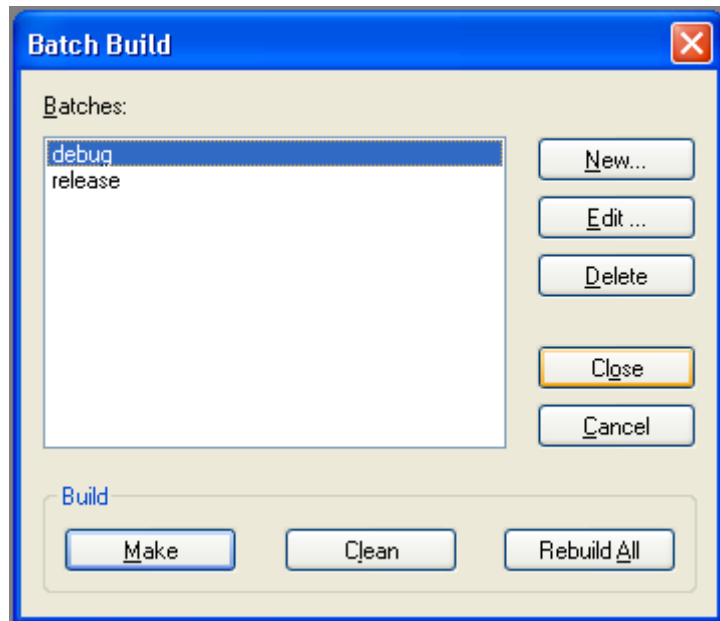 Batch Build
Batches:
debug
release
New...
Edit ...
Delete
Close
Cancel
Build
Make
Clean
Rebuild All